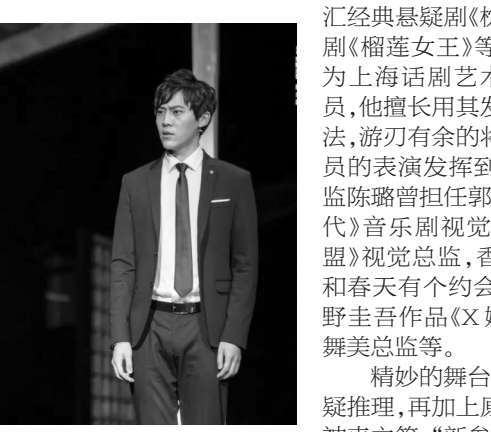 汇经典悬疑剧《
剧《榴莲女王》等
为上海话剧艺术
员,他擅长用其发
法,游刃有余的将
员的表演发挥到
监陈璐曾担任郭
代》音乐剧视觉
盟》视觉总监,香
和春天有个约会
野圭吾作品《X 
舞美总监等。
精妙的舞台
疑推理,再加上